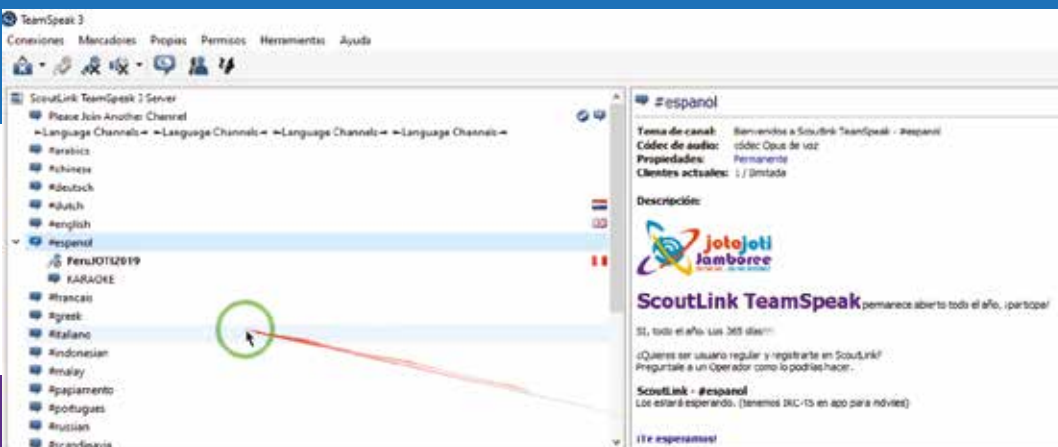 TeamSpeak 3
Conexiones Marcadores Propias Permisos Herramientas Ayuda
ScoutLink TeamSpeak 3 Server
Please Join Another Channel
⊷Language Channels⊸ ⊷Language Channels⊸ ⊷Language Channels⊸ ⊷Language Channels⊸
#arabics
#chinese
#deutsch
#dutch
#english
#espanol
PeruJOTI2019
KARAOKE
#francais
#greek
#italiano
#indonesian
#malay
#papiamento
#portugues
#russian
#scandinavia
#espanol
Tema de canal: Bienvenidos a ScoutLink TeamSpeak - #espanol
Códec de audio: códec Opus de voz
Propiedades: Permanente
Clientes actuales: 1 / Ilimitada
Descripción:
jotajoti
Jamboree
ScoutLink TeamSpeak permanece abierto todo el año, ¡participa!
SI, todo el año. Los 365 días!!!
¿Quieres ser usuario regular y registrarte en ScoutLink?
Preguntale a un Operador como lo podrías hacer.
ScoutLink - #espanol
Los estará esperando. (tenemos IRC-TS en app para móviles)
¡Te esperamos!